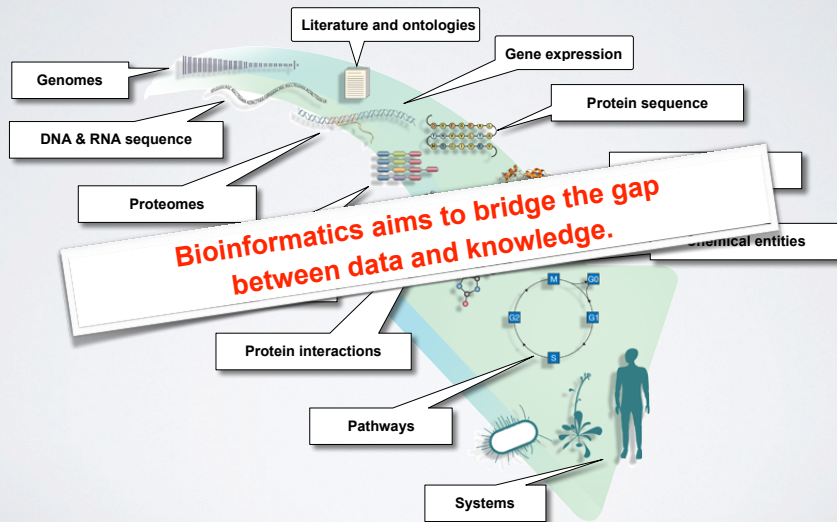 Literature and ontologies
Gene expression
Genomes
Protein sequence
DNA & RNA sequence
Proteomes
Bioinformatics aims to bridge the gap
between data and knowledge.
entities
M
G0
G2
G1
S
Protein interactions
Pathways
Systems